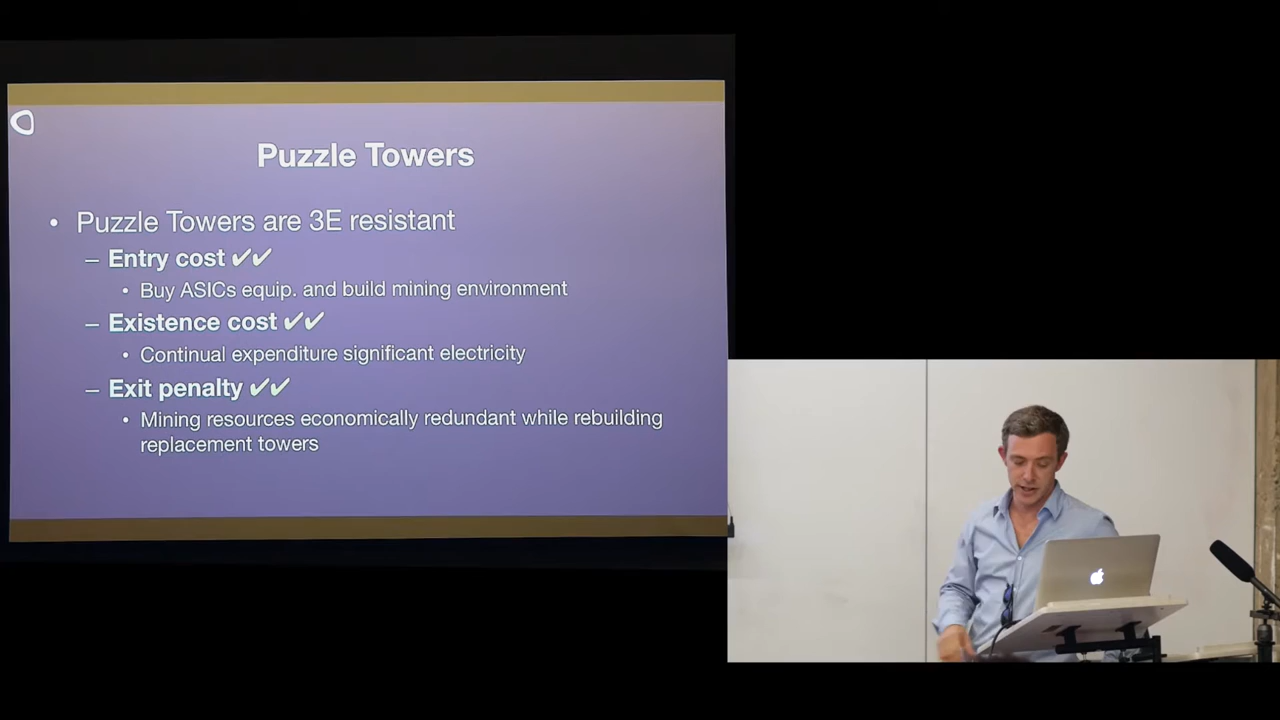 Puzzle Towers
• Puzzle Towers are 3E resistant
– Entry cost ✔✔
• Buy ASICs equip. and build mining environment
– Existence cost ✔✔
• Continual expenditure significant electricity
– Exit penalty ✔✔
• Mining resources economically redundant while rebuilding
replacement towers